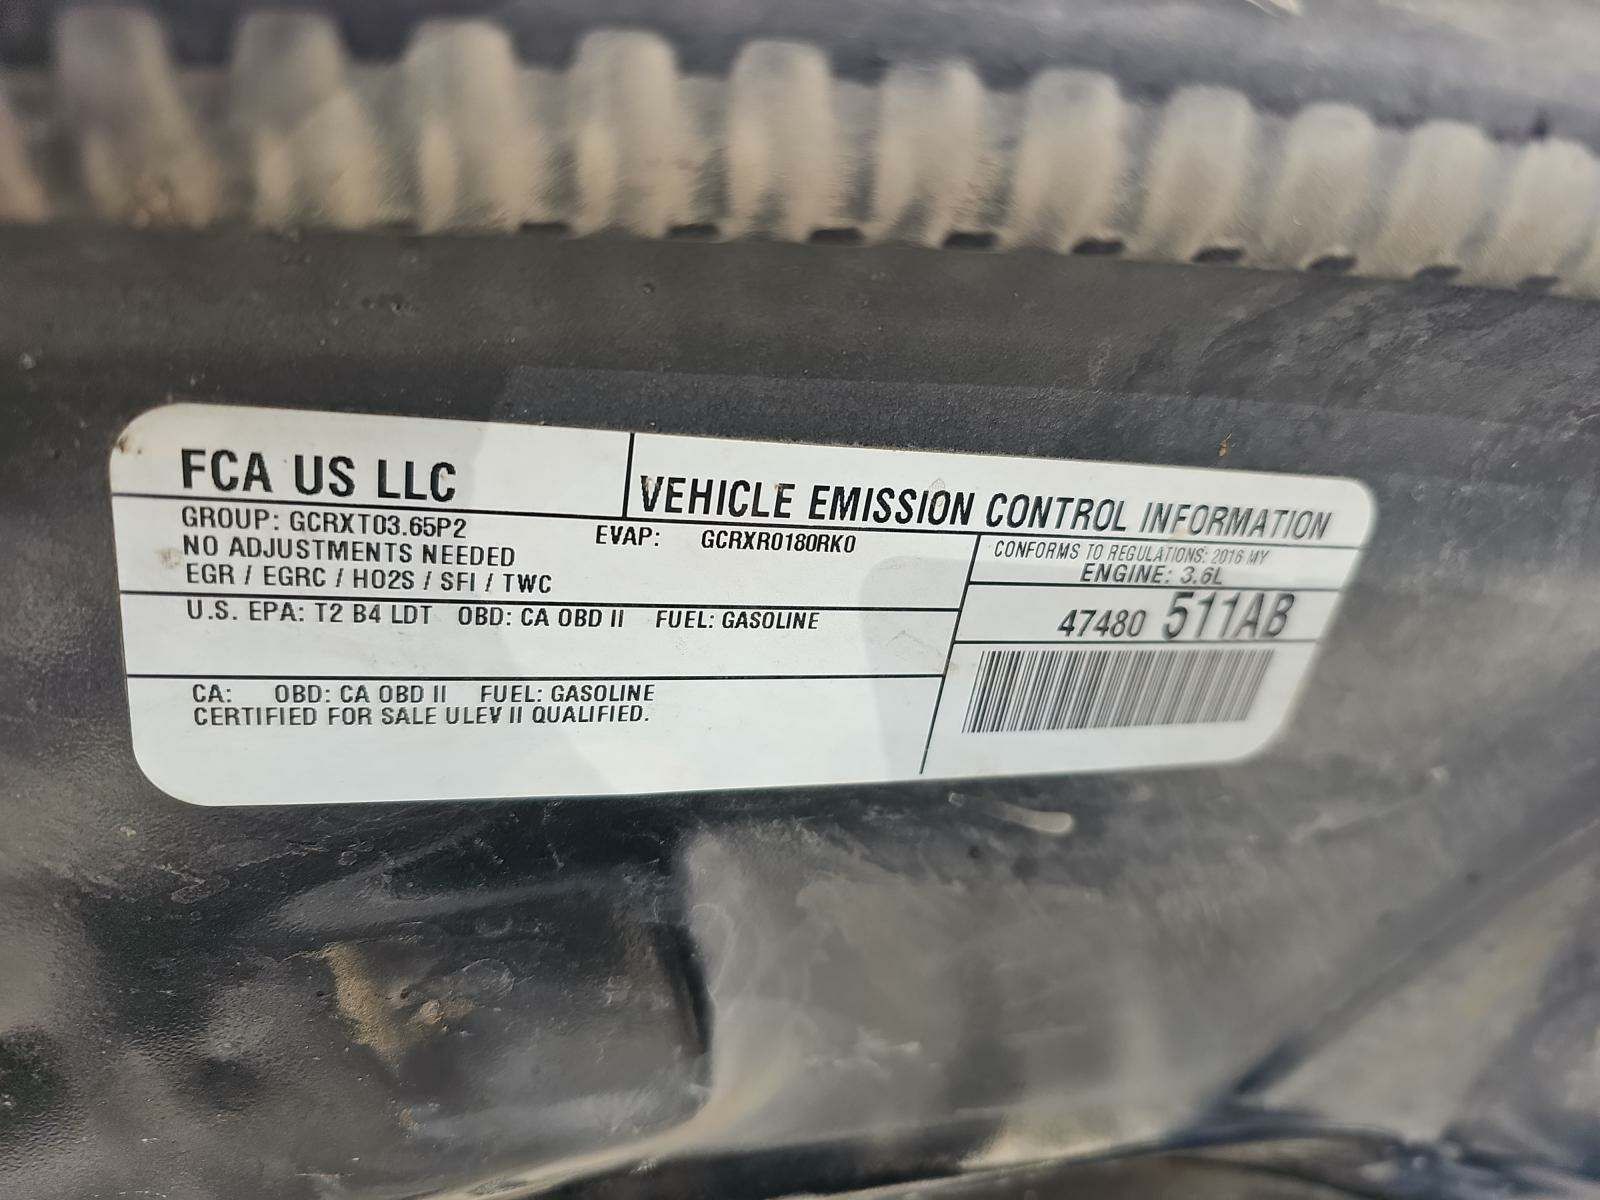 FCA US LLC
VEHICLE EMISSION CONTROL INFORMATION
GROUP: GCRXT03.65P2 EVAP: GCRXR0180RK0
NO ADJUSTMENTS NEEDED
EGR / EGRC / HO2S / SFI / TWC
CONFORMS TO REGULATIONS: 2016 MY
ENGINE: 3.6L
U.S. EPA: T2 B4 LDT OBD: CA OBD II FUEL: GASOLINE
47480 511AB
CA: OBD: CA OBD II FUEL: GASOLINE
CERTIFIED FOR SALE ULEV II QUALIFIED.